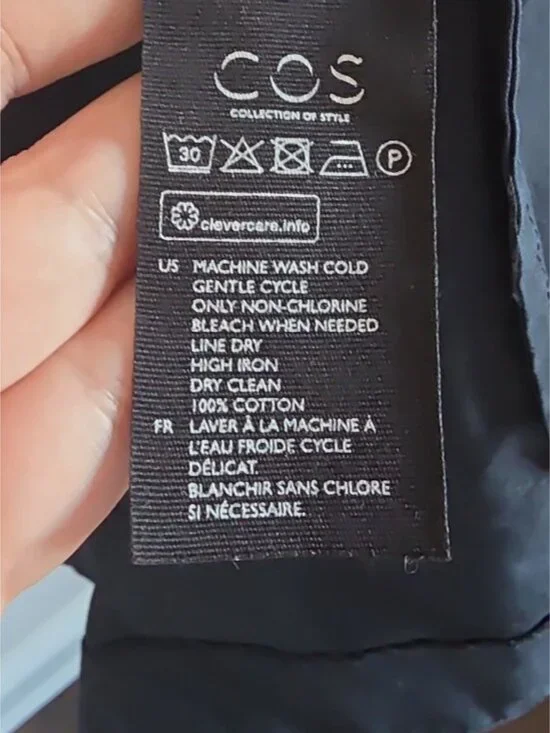 COS
COLLECTION OF STYLE
30 P
clevercare.info
US MACHINE WASH COLD
GENTLE CYCLE
ONLY NON-CHLORINE
BLEACH WHEN NEEDED
LINE DRY
HIGH IRON
DRY CLEAN
100% COTTON
FR LAVER À LA MACHINE À
L'EAU FROIDE CYCLE
DÉLICAT.
BLANCHIR SANS CHLORE
SI NÉCESSAIRE.